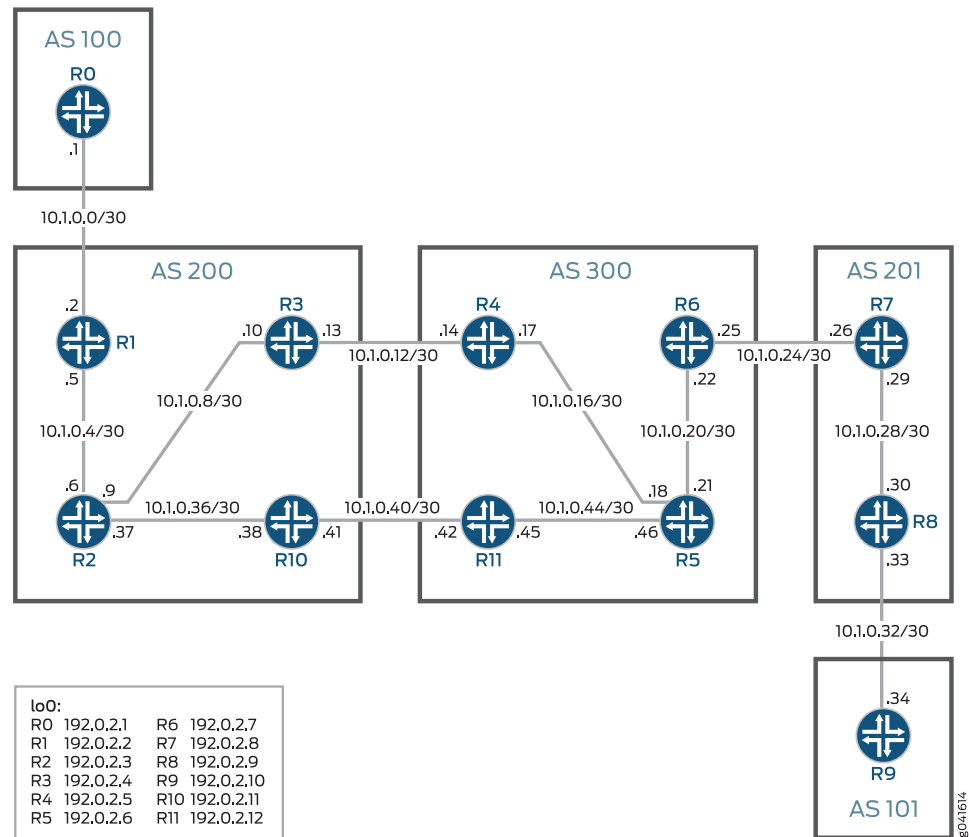 AS 100
R0
.1
10.1.0.0/30
AS 200
AS 300
AS 201
.2
R1
.5
R3
.10
.13
R4
.14
.17
R6
.25
.22
R7
.26
.29
10.1.0.12/30
10.1.0.24/30
10.1.0.8/30
10.1.0.16/30
10.1.0.4/30
10.1.0.20/30
10.1.0.28/30
.6
.9
.37
R2
10.1.0.36/30
.38
.41
R10
10.1.0.40/30
.42
.45
R11
10.1.0.44/30
.18
.21
.46
R5
.30
R8
.33
10.1.0.32/30
.34
R9
AS 101
lo0:
R0 192.0.2.1 R6 192.0.2.7
R1 192.0.2.2 R7 192.0.2.8
R2 192.0.2.3 R8 192.0.2.9
R3 192.0.2.4 R9 192.0.2.10
R4 192.0.2.5 R10 192.0.2.11
R5 192.0.2.6 R11 192.0.2.12
g041614